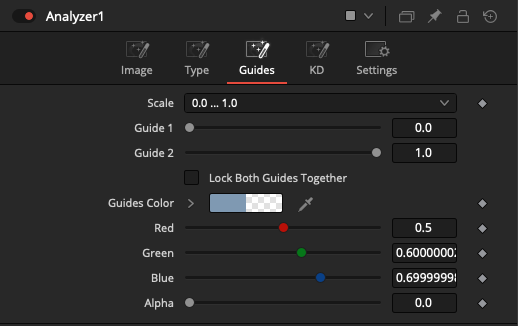 Analyzer1
Image Type Guides KD Settings
Scale 0.0 ... 1.0
Guide 1 0.0
Guide 2 1.0
Lock Both Guides Together
Guides Color
Red 0.5
Green 0.60000002
Blue 0.69999998
Alpha 0.0